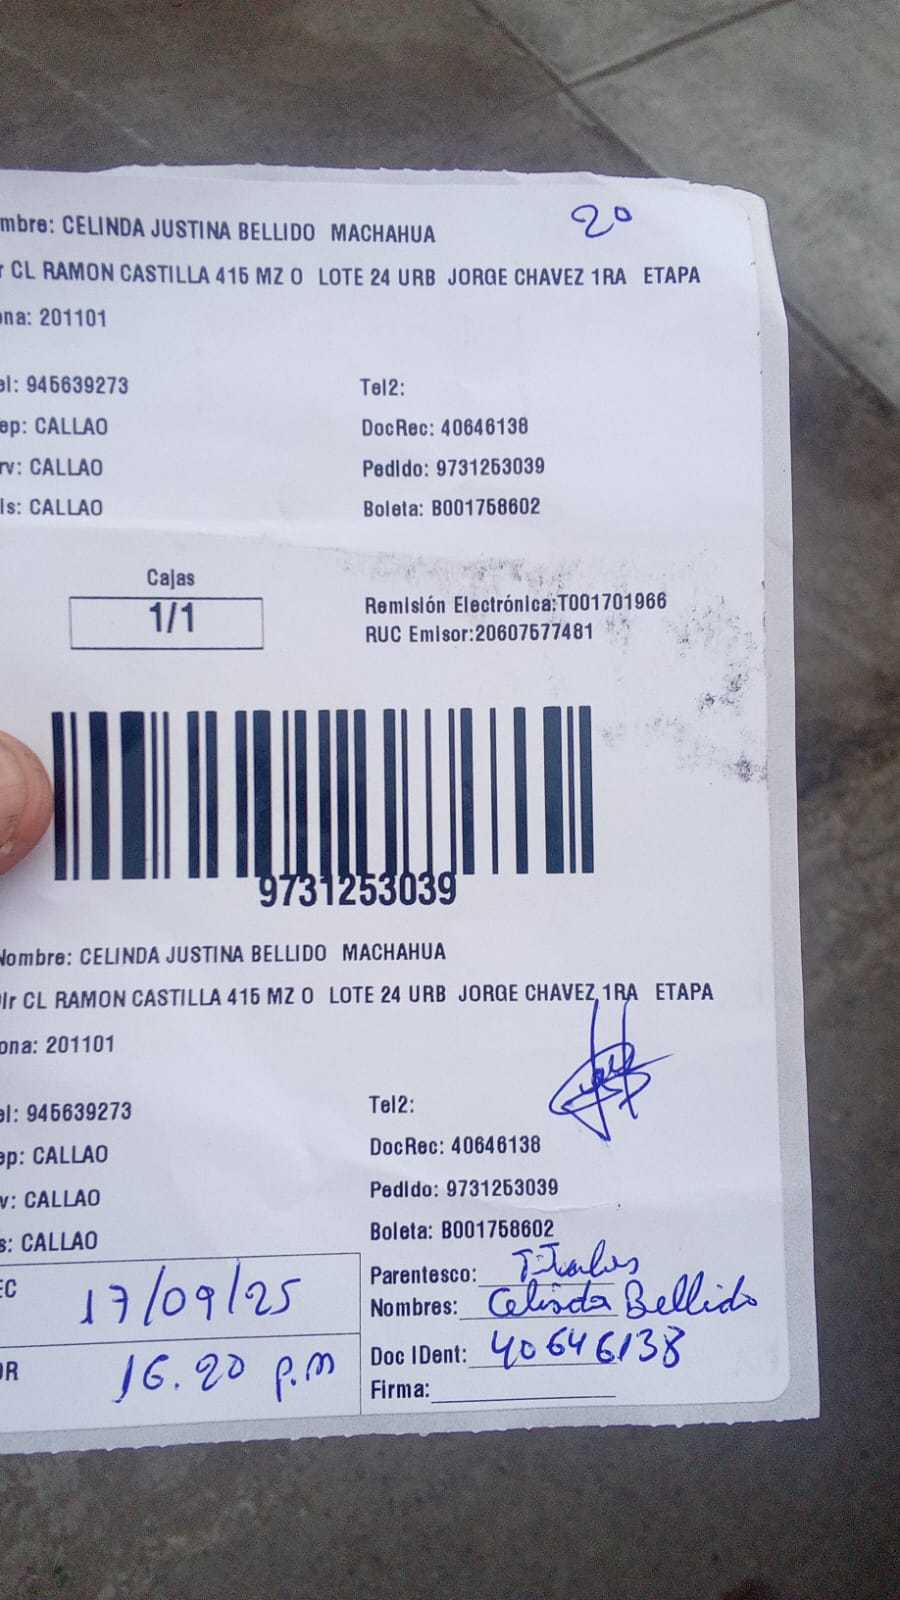 mbre: CELINDA JUSTINA BELLIDO MACHAHUA
20
r CL RAMON CASTILLA 415 MZ O LOTE 24 URB JORGE CHAVEZ 1RA ETAPA
ona: 201101
el: 945639273 Tel2:
ep: CALLAO DocRec: 40646138
rv: CALLAO Pedido: 9731253039
is: CALLAO Boleta: B001758602
Cajas
1/1
Remisión Electrónica:T001701966
RUC Emisor:20607577481
9731253039
Nombre: CELINDA JUSTINA BELLIDO MACHAHUA
Dir CL RAMON CASTILLA 415 MZ O LOTE 24 URB JORGE CHAVEZ 1RA ETAPA
ona: 201101
el: 945639273 Tel2:
ep: CALLAO DocRec: 40646138
v: CALLAO Pedido: 9731253039
s: CALLAO Boleta: B001758602
EC 17/09/25
Parentesco:
Nombres: Celinda Bellido
OR 16.20 p.m
Doc IDent: 40646138
Firma: